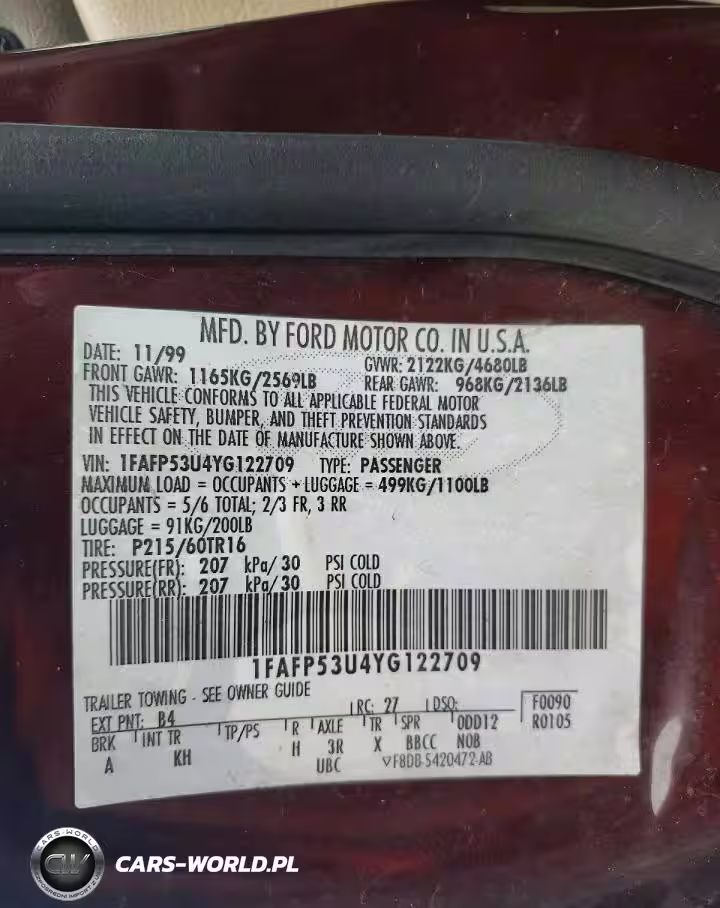 MFD. BY FORD MOTOR CO. IN U.S.A.
DATE: 11/99
GVWR: 2122KG/4680LB
FRONT GAWR: 1165KG/2569LB
REAR GAWR: 968KG/2136LB
THIS VEHICLE CONFORMS TO ALL APPLICABLE FEDERAL MOTOR
VEHICLE SAFETY, BUMPER, AND THEFT PREVENTION STANDARDS
IN EFFECT ON THE DATE OF MANUFACTURE SHOWN ABOVE.
VIN: 1FAFP53U4YG122709 TYPE: PASSENGER
MAXIMUM LOAD = OCCUPANTS + LUGGAGE = 499KG/1100LB
OCCUPANTS = 5/6 TOTAL; 2/3 FR, 3 RR
LUGGAGE = 91KG/200LB
TIRE: P215/60TR16
PRESSURE(FR): 207 kPa/ 30 PSI COLD
PRESSURE(RR): 207 kPa/ 30 PSI COLD
1FAFP53U4YG122709
TRAILER TOWING - SEE OWNER GUIDE
EXT PNT: B4 RC: 27 DSO: F0090
BRK INT TR TP/PS R AXLE TR SPR ODD12 R0105
A KH H 3R X BBCC NOB
UBC ▽F8DB-5420472-AB
CARS-WORLD
CW
CARS-WORLD.PL